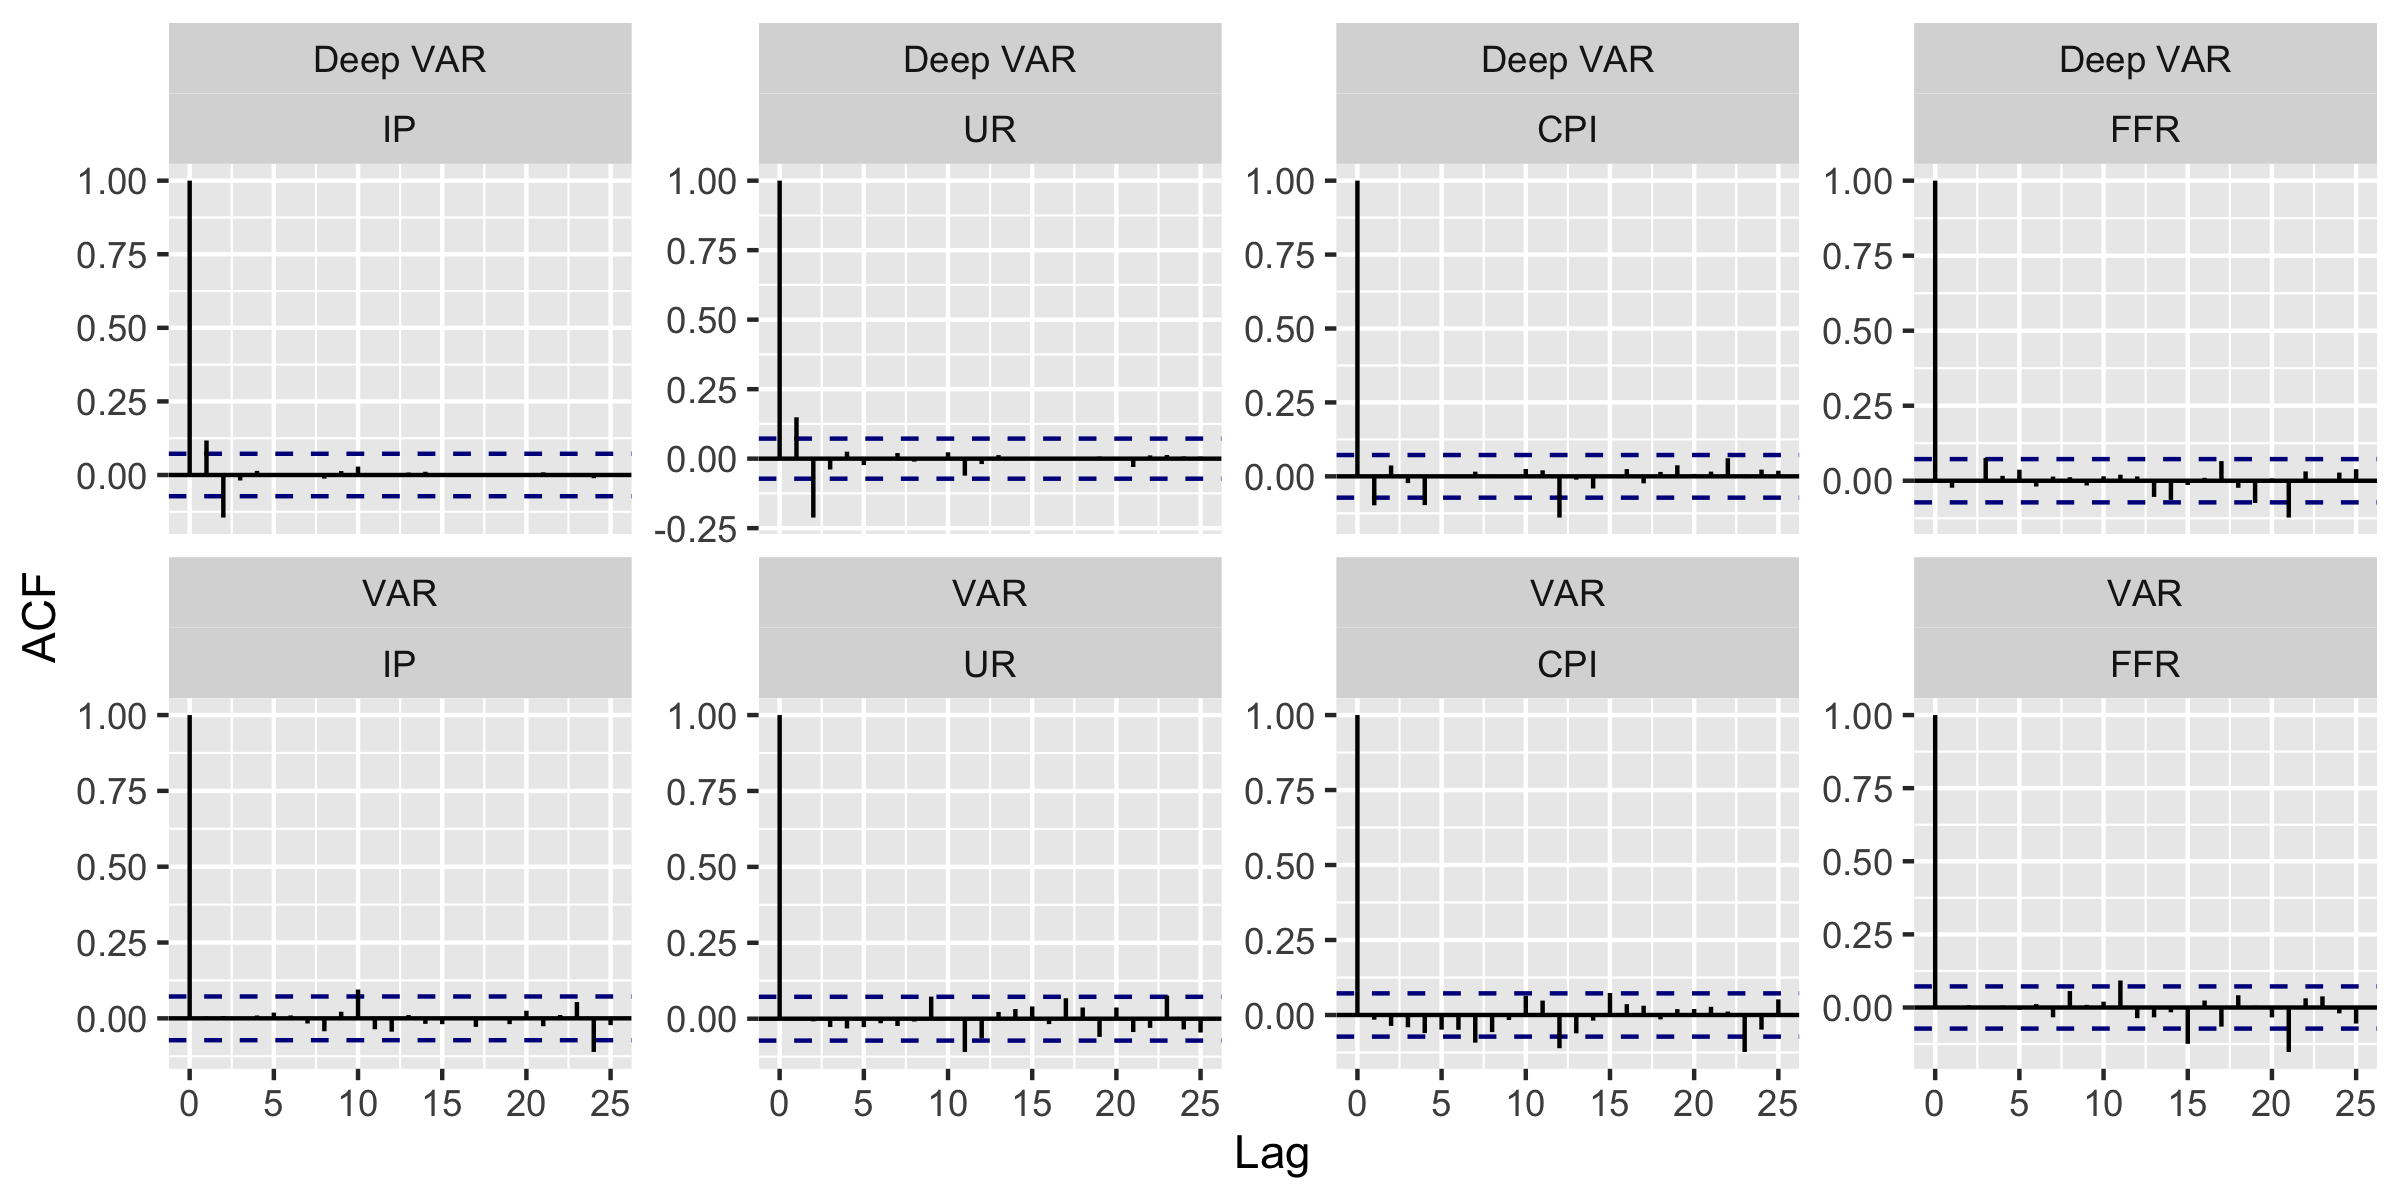 Deep VAR Deep VAR Deep VAR Deep VAR
IP UR CPI FFR
1.00 1.00 1.00 1.00
0.75 0.75 0.75 0.75
0.50 0.50 0.50 0.50
0.25 0.25 0.25 0.25
0.00 0.00 0.00 0.00
-0.25
ACF
VAR VAR VAR VAR
IP UR CPI FFR
1.00 1.00 1.00 1.00
0.75 0.75 0.75 0.75
0.50 0.50 0.50 0.50
0.25 0.25 0.25 0.25
0.00 0.00 0.00 0.00
0 5 10 15 20 25 0 5 10 15 20 25 0 5 10 15 20 25 0 5 10 15 20 25
Lag